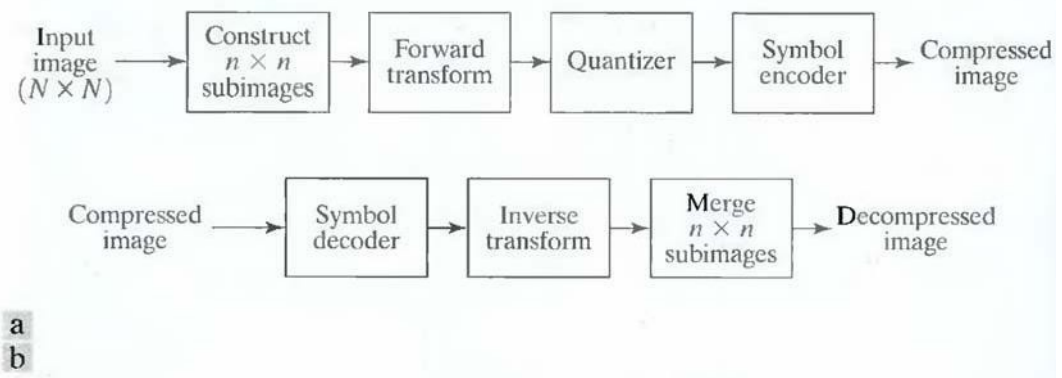 Input
image
(N × N)
Construct
n × n
subimages
Forward
transform
Quantizer
Symbol
encoder
Compressed
image
Compressed
image
Symbol
decoder
Inverse
transform
Merge
n × n
subimages
Decompressed
image
a
b